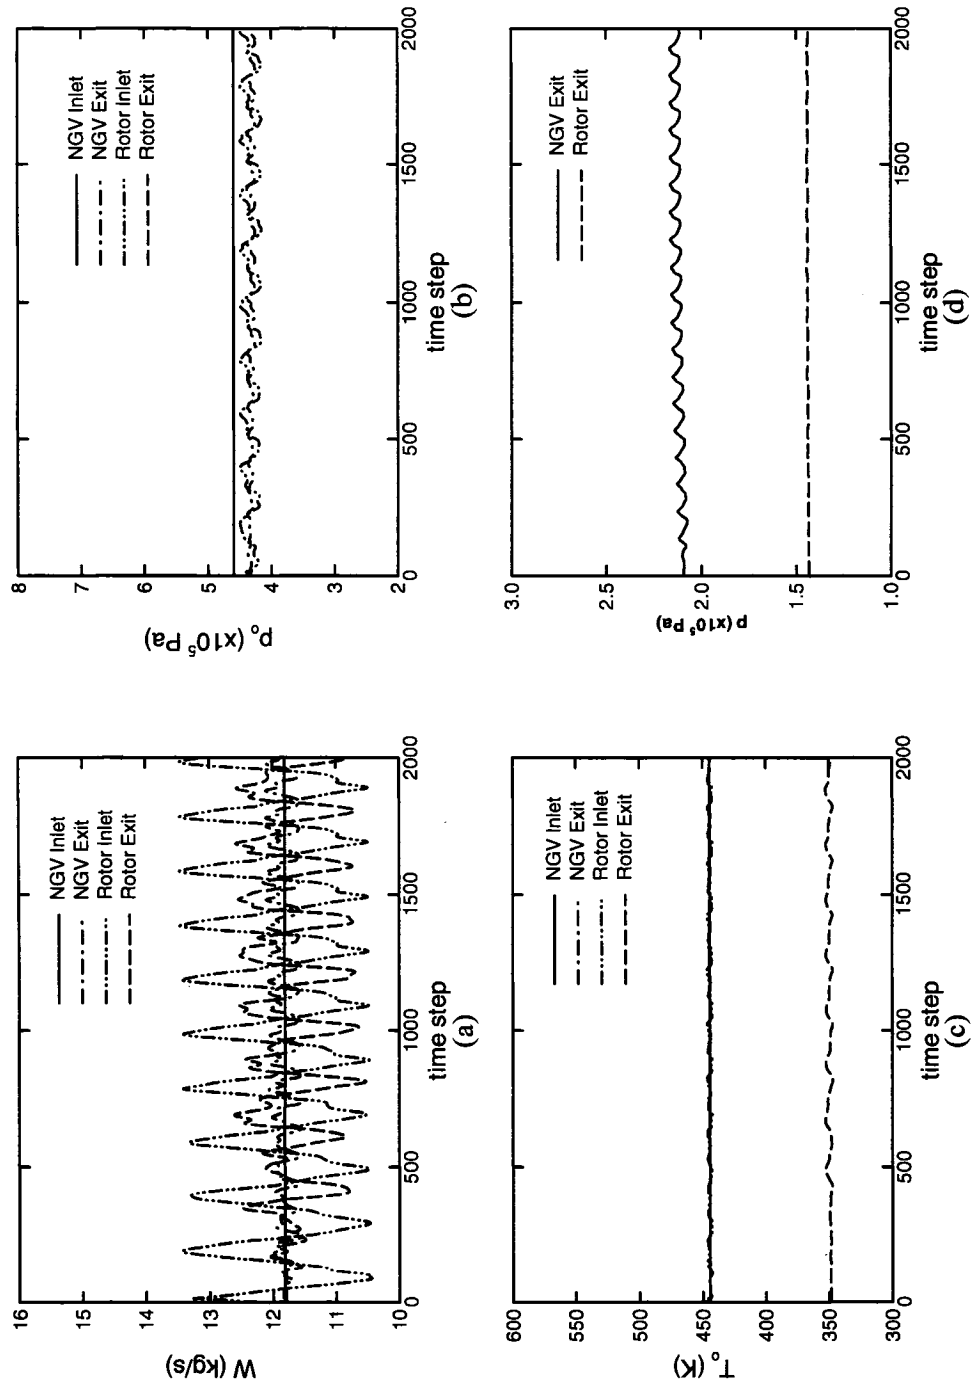 16
15
14
13
12
11
10
W (kg/s)
NGV Inlet
NGV Exit
Rotor Inlet
Rotor Exit
0
500
1000
1500
2000
time step
(a)
8
7
6
5
4
3
2
p₀ (x10⁵ Pa)
NGV Inlet
NGV Exit
Rotor Inlet
Rotor Exit
0
500
1000
1500
2000
time step
(b)
600
550
500
450
400
350
300
T₀ (K)
NGV Inlet
NGV Exit
Rotor Inlet
Rotor Exit
0
500
1000
1500
2000
time step
(c)
3.0
2.5
2.0
1.5
1.0
p (x10⁵ Pa)
NGV Exit
Rotor Exit
0
500
1000
1500
2000
time step
(d)